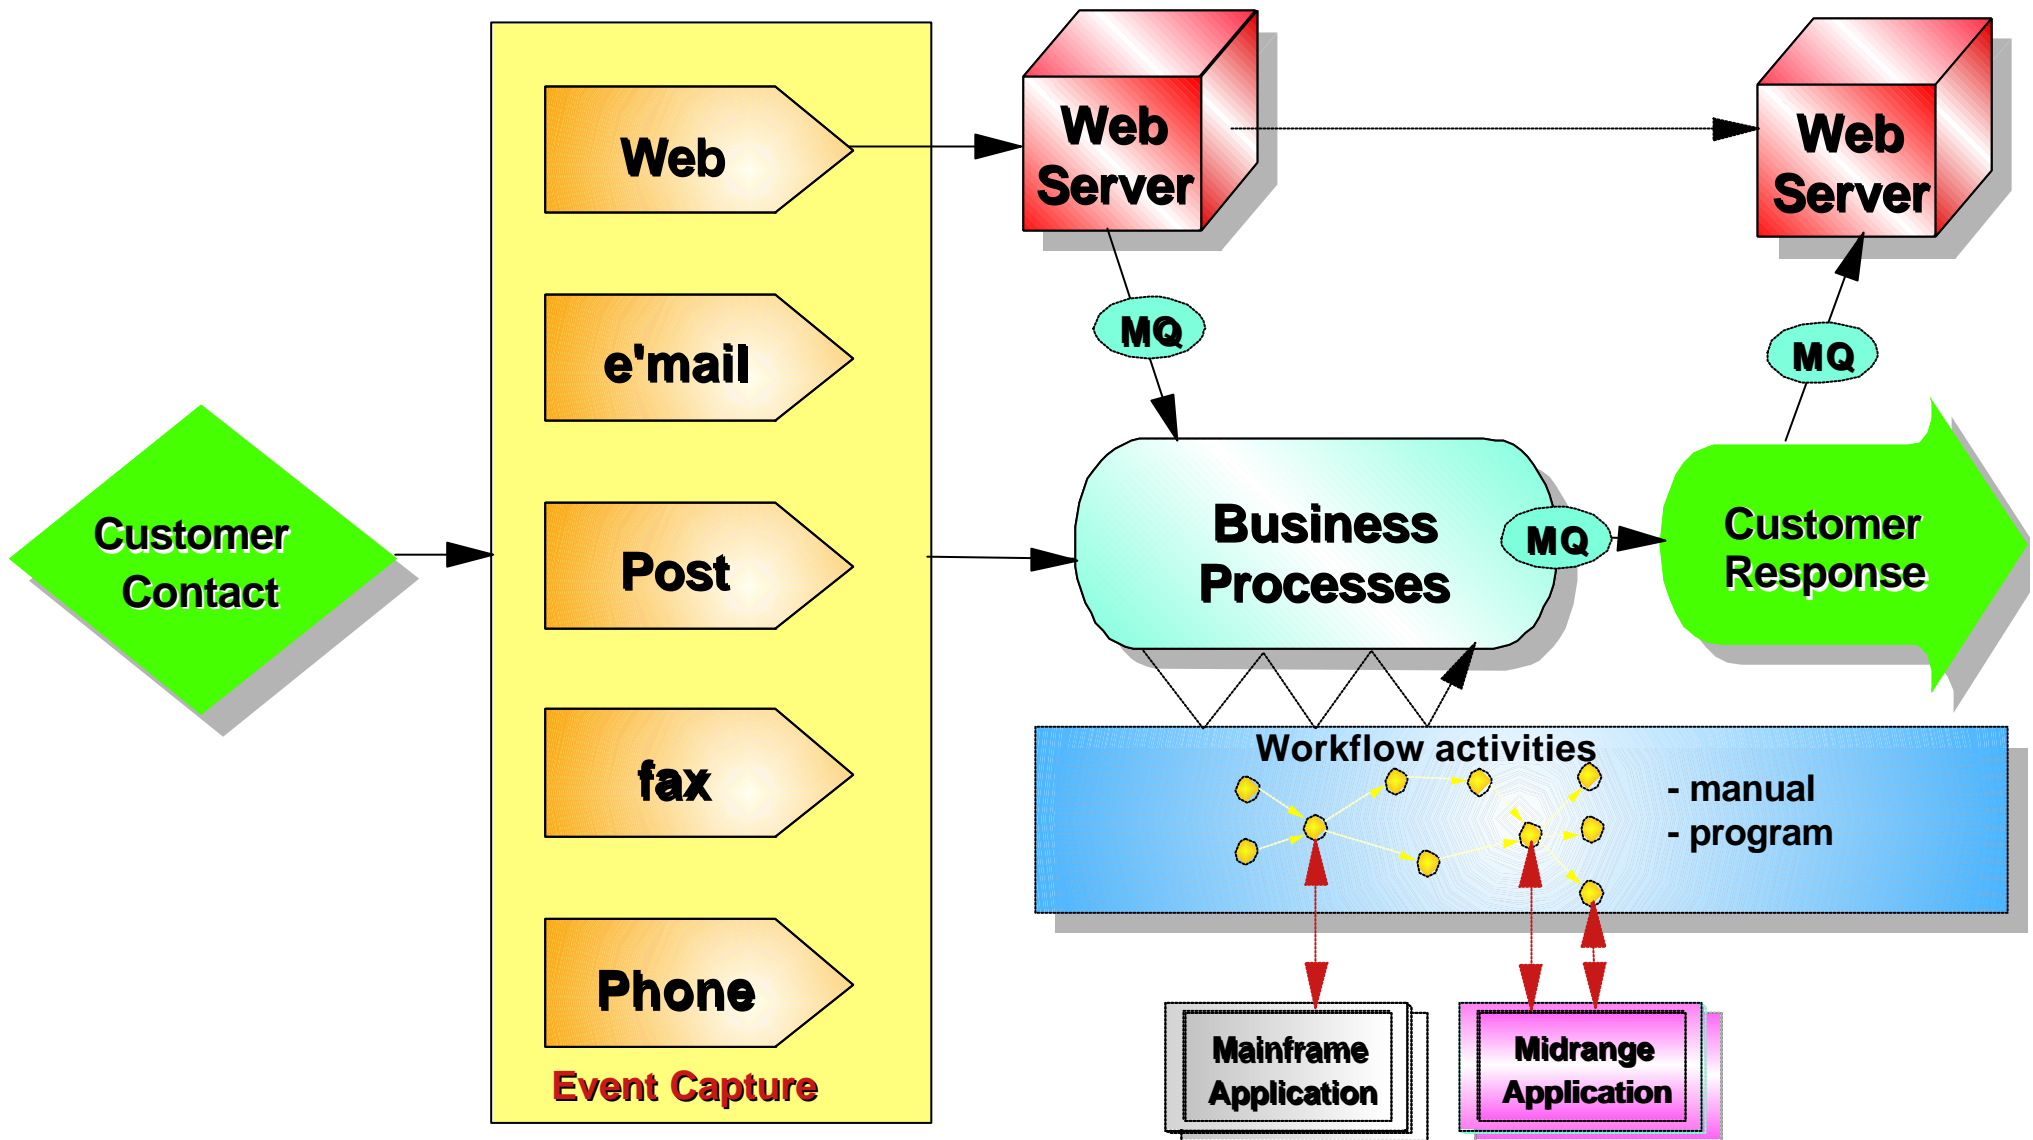 Customer
Contact
Web
e'mail
Post
fax
Phone
Event Capture
Web
Server
MQ
Business
Processes
MQ
Web
Server
MQ
Customer
Response
Workflow activities
- manual
- program
Mainframe
Application
Midrange
Application